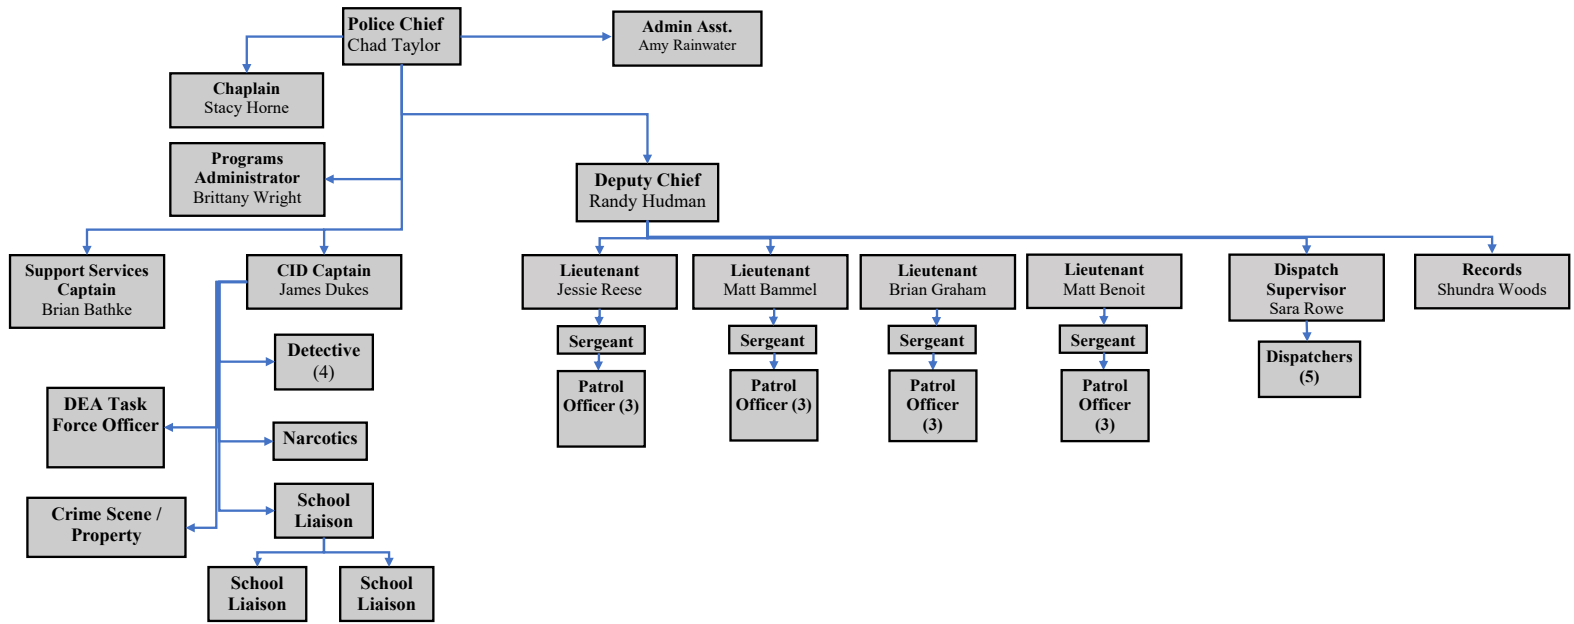 Police Chief
Chad Taylor
Admin Asst.
Amy Rainwater
Chaplain
Stacy Horne
Programs
Administrator
Brittany Wright
Deputy Chief
Randy Hudman
Support Services
Captain
Brian Bathke
CID Captain
James Dukes
Lieutenant
Jessie Reese
Lieutenant
Matt Bammel
Lieutenant
Brian Graham
Lieutenant
Matt Benoit
Dispatch
Supervisor
Sara Rowe
Records
Shundra Woods
Sergeant
Sergeant
Sergeant
Sergeant
Detective
(4)
Patrol
Officer (3)
Patrol
Officer (3)
Patrol
Officer
(3)
Patrol
Officer
(3)
Dispatchers
(5)
DEA Task
Force Officer
Narcotics
School
Liaison
Crime Scene /
Property
School
Liaison
School
Liaison